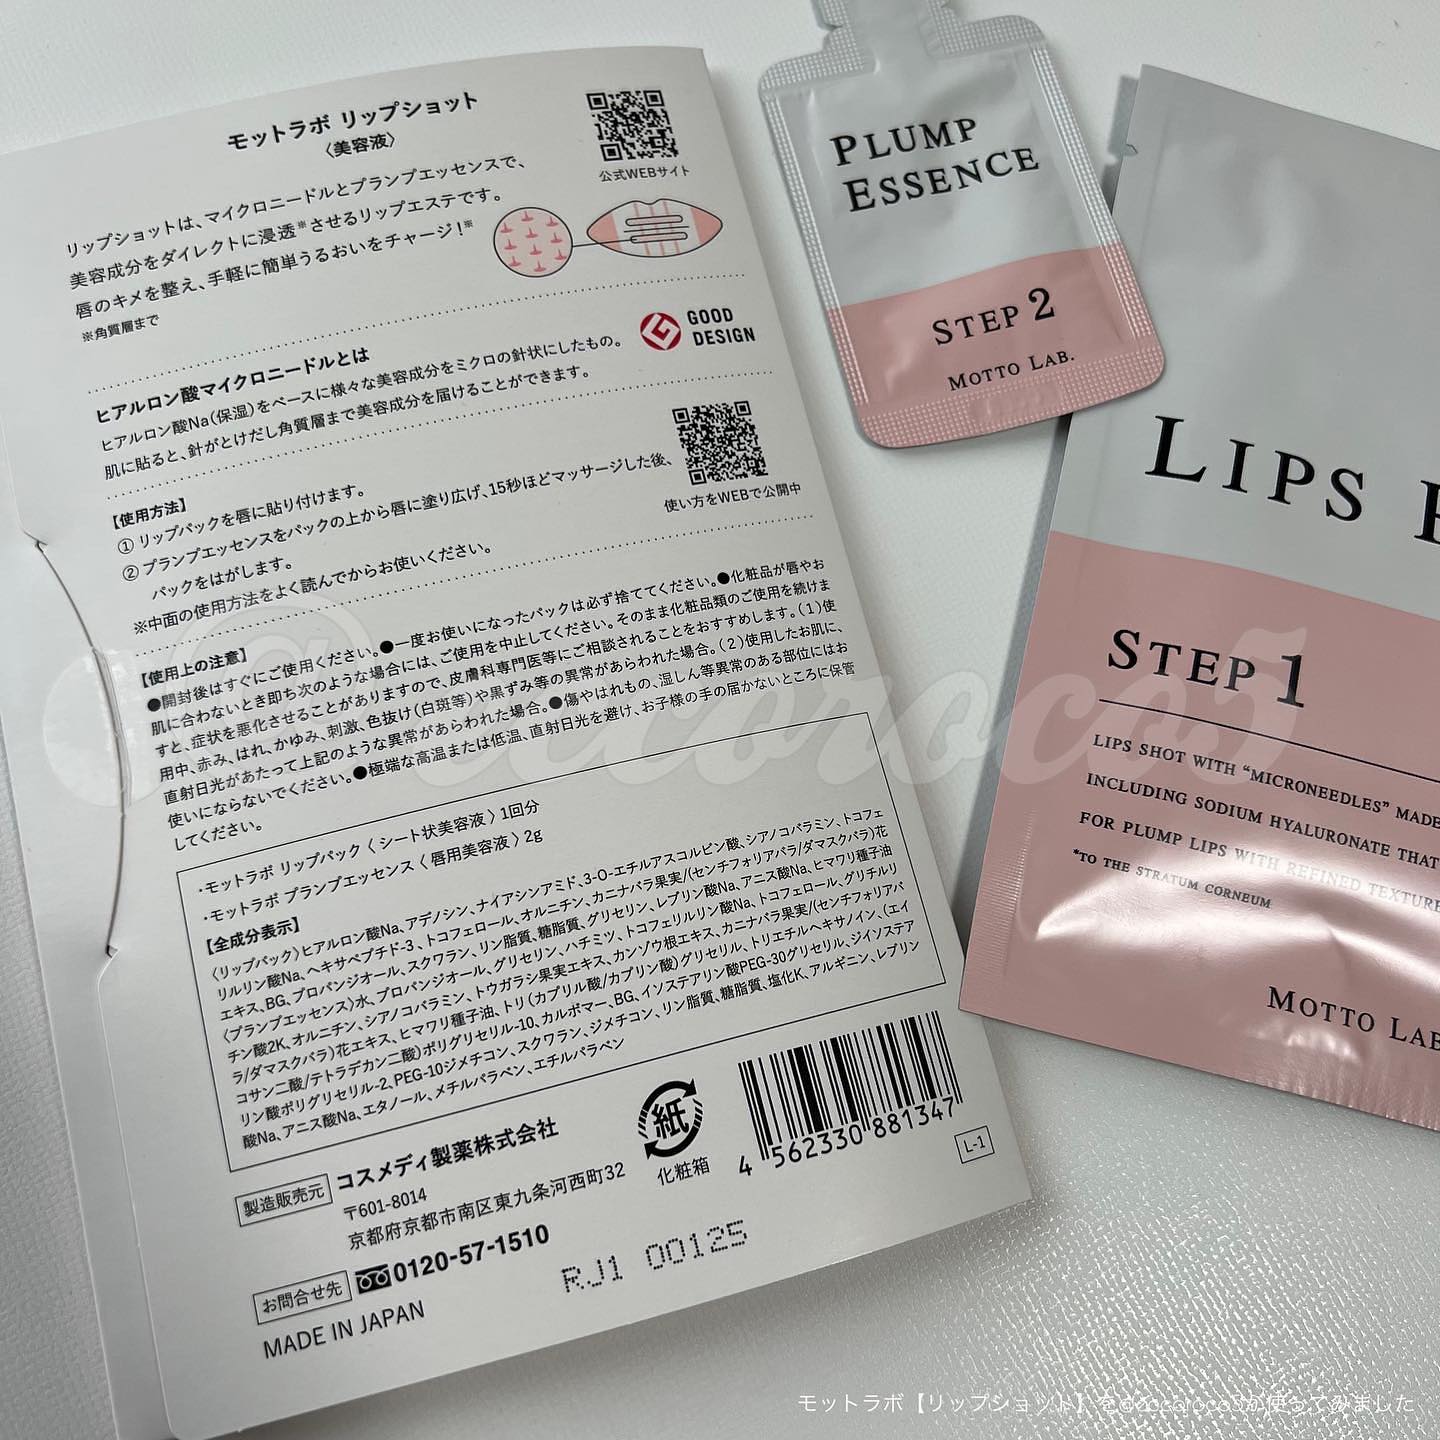 モットラボ リップショット
〈美容液〉
リップショットは、マイクロニードルとプランプエッセンスで、
美容成分をダイレクトに浸透※させるリップエステです。
唇のキメを整え、手軽に簡単うるおいをチャージ!※
※角質層まで
公式WEBサイト
ヒアルロン酸マイクロニードルとは
ヒアルロン酸Na(保湿)をベースに様々な美容成分をミクロの針状にしたもの。
肌に貼ると、針がとけだし角質層まで美容成分を届けることができます。
GOOD
DESIGN
【使用方法】
① リップパックを唇に貼り付けます。
② プランプエッセンスをパックの上から唇に塗り広げ、15秒ほどマッサージした後、
パックをはがします。
※中面の使用方法をよく読んでからお使いください。
使い方をWEBで公開中
【使用上の注意】
●開封後はすぐにご使用ください。●一度お使いになったパックは必ず捨ててください。●化粧品が唇やお
肌に合わないとき即ち次のような場合には、ご使用を中止してください。そのまま化粧品類のご使用を続けま
すと、症状を悪化させることがありますので、皮膚科専門医等にご相談されることをおすすめします。(1)使
用中、赤み、はれ、かゆみ、刺激、色抜け(白斑等)や黒ずみ等の異常があらわれた場合。(2)使用したお肌に、
直射日光があたって上記のような異常があらわれた場合。●傷やはれもの、湿しん等異常のある部位にはお
使いにならないでください。●極端な高温または低温、直射日光を避け、お子様の手の届かないところに保管
してください。
・モットラボ リップパック〈シート状美容液〉1回分
・モットラボ プランプエッセンス〈唇用美容液〉2g
【全成分表示】
〈リップパック〉ヒアルロン酸Na、アデノシン、ナイアシンアミド、3-O-エチルアスコルビン酸、シアノコバラミン、トコフェ
リルリン酸Na、ヘキサペプチド-3、トコフェロール、オルニチン、カニナバラ果実/(センチフォリアバラ/ダマスクバラ)花
エキス、BG、プロパンジオール、スクワラン、リン脂質、糖脂質、グリセリン、レブリン酸Na、アニス酸Na、ヒマワリ種子油
〈プランプエッセンス〉水、プロパンジオール、グリセリン、ハチミツ、トコフェリルリン酸Na、トコフェロール、グリチルリ
チン酸2K、オルニチン、シアノコバラミン、トウガラシ果実エキス、カンゾウ根エキス、カニナバラ果実/(センチフォリアバ
ラ/ダマスクバラ)花エキス、ヒマワリ種子油、トリ(カプリル酸/カプリン酸)グリセリル、トリエチルヘキサノイン、(エイ
コサン二酸/テトラデカン二酸)ポリグリセリル-10、カルボマー、BG、イソステアリン酸PEG-30グリセリル、ジイソステア
リン酸ポリグリセリル-2、PEG-10ジメチコン、スクワラン、ジメチコン、リン脂質、糖脂質、塩化K、アルギニン、レブリン
酸Na、アニス酸Na、エタノール、メチルパラベン、エチルパラベン
製造販売元 コスメディ製薬株式会社
〒601-8014
京都府京都市南区東九条河西町32
お問合せ先 0120-57-1510
MADE IN JAPAN
紙
化粧箱
4 562330 881347
L-1
RJ1 00125
PLUMP
ESSENCE
STEP 2
MOTTO LAB.
LIPS
STEP 1
LIPS SHOT WITH “MICRONEEDLES” MADE
INCLUDING SODIUM HYALURONATE THAT
FOR PLUMP LIPS WITH REFINED TEXTURE
*TO THE STRATUM CORNEUM
MOTTO LAB
@cocoroco5
モットラボ【リップショット】を@cocoroco5が使ってみました